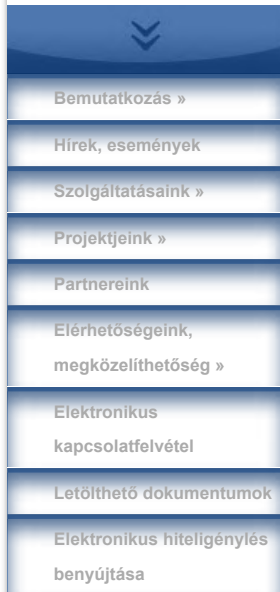 Bemutatkozás »
Hírek, események
Szolgáltatásaink »
Projektjeink »
Partnereink
Elérhetőségeink,
megközelíthetőség »
Elektronikus
kapcsolatfelvétel
Letölthető dokumentumok
Elektronikus hiteligénylés
benyújtása